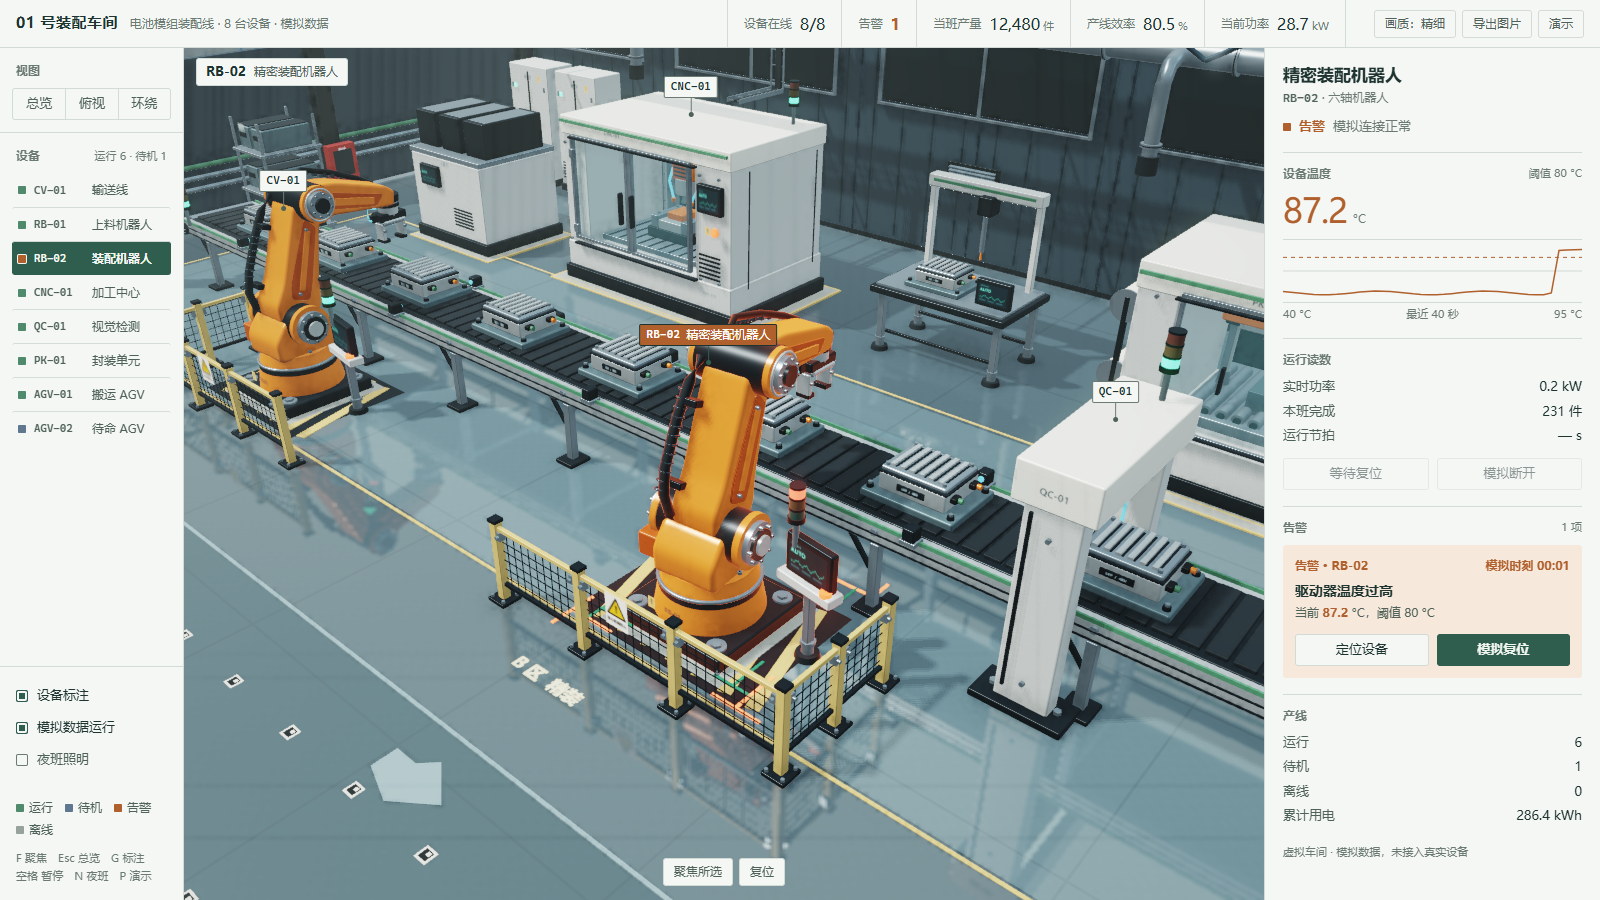 01 号装配车间
电池模组装配线 · 8 台设备 · 模拟数据
设备在线 8/8
告警 1
当班产量 12,480 件
产线效率 80.5 %
当前功率 28.7 kW
画质：精细
导出图片
演示
视图
总览
俯视
环绕
设备
运行 6 · 待机 1
CV-01 输送线
RB-01 上料机器人
RB-02 装配机器人
CNC-01 加工中心
QC-01 视觉检测
PK-01 封装单元
AGV-01 搬运 AGV
AGV-02 待命 AGV
设备标注
模拟数据运行
夜班照明
运行 待机 告警
离线
F 聚焦 Esc 总览 G 标注
空格 暂停 N 夜班 P 演示
RB-02 精密装配机器人
CNC-01
CV-01
RB-02 精密装配机器人
QC-01
QC-01
AUTO
B 区
聚焦所选
复位
精密装配机器人
RB-02 · 六轴机器人
告警 模拟连接正常
设备温度
阈值 80 °C
87.2 °C
40 °C
最近 40 秒
95 °C
运行读数
实时功率 0.2 kW
本班完成 231 件
运行节拍 — s
等待复位
模拟断开
告警
1 项
告警 • RB-02
模拟时刻 00:01
驱动器温度过高
当前 87.2 °C，阈值 80 °C
定位设备
模拟复位
产线
运行 6
待机 1
离线 0
累计用电 286.4 kWh
虚拟车间 · 模拟数据，未接入真实设备